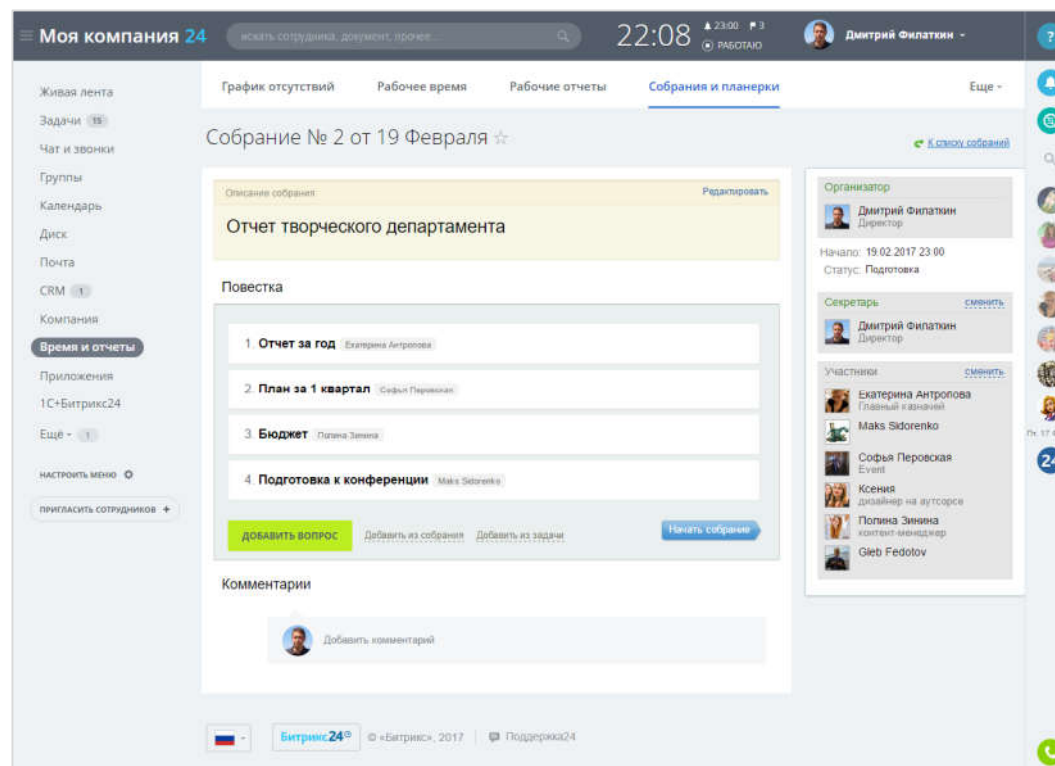 Моя компания 24
искать сотрудника, документ, прочее...
22:08
23:00
3
РАБОТАЮ
Дмитрий Филаткин
?
Живая лента
Задачи 15
Чат и звонки
Группы
Календарь
Диск
Почта
CRM 1
Компания
Время и отчеты
Приложения
1С+Битрикс24
Ещё - 1
НАСТРОИТЬ МЕНЮ
ПРИГЛАСИТЬ СОТРУДНИКОВ +
График отсутствий
Рабочее время
Рабочие отчеты
Собрания и планерки
Еще -
Собрание № 2 от 19 Февраля
К списку собраний
Описание собрания
Редактировать
Отчет творческого департамента
Повестка
1. Отчет за год Екатерина Антропова
2. План за 1 квартал Софья Перовская
3. Бюджет Полина Зинина
4. Подготовка к конференции Maks Sidorenko
ДОБАВИТЬ ВОПРОС
Добавить из собрания
Добавить из задачи
Начать собрание
Комментарии
Добавить комментарий
Организатор
Дмитрий Филаткин
Директор
Начало: 19.02.2017 23:00
Статус: Подготовка
Секретарь
сменить
Дмитрий Филаткин
Директор
Участники
сменить
Екатерина Антропова
Главный казначей
Maks Sidorenko
Софья Перовская
Event
Ксения
дизайнер на аутсорсе
Полина Зинина
контент-менеджер
Gleb Fedotov
24
Битрикс24
© «Битрикс», 2017
Поддержка24